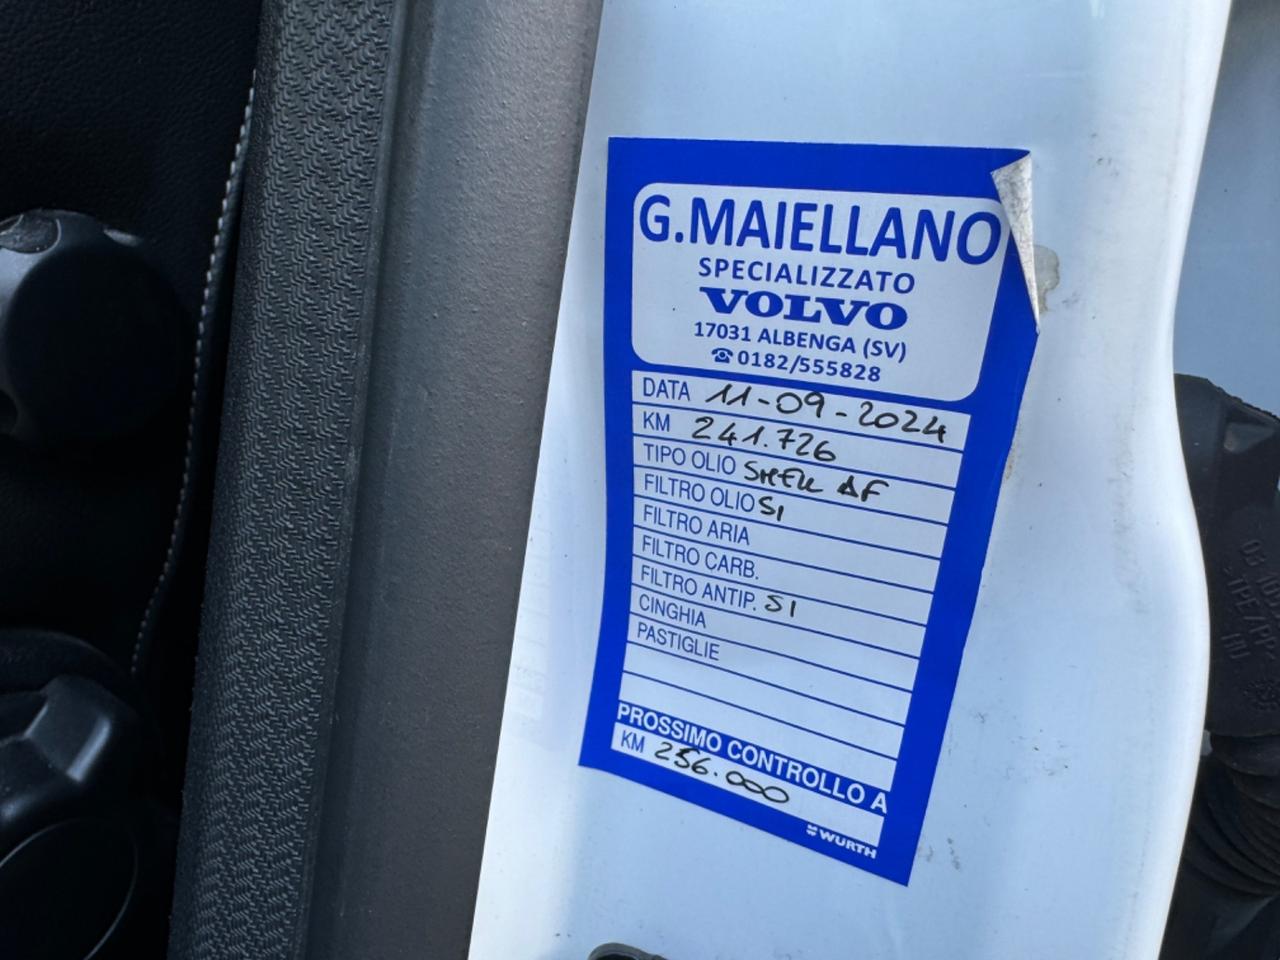 G.MAIELLANO
SPECIALIZZATO
VOLVO
17031 ALBENGA (SV)
☎ 0182/555828
DATA 11-09-2024
KM 241.726
TIPO OLIO SHELL AF
FILTRO OLIO SI
FILTRO ARIA
FILTRO CARB.
FILTRO ANTIP. SI
CINGHIA
PASTIGLIE
PROSSIMO CONTROLLO A
KM 256.000
WURTH